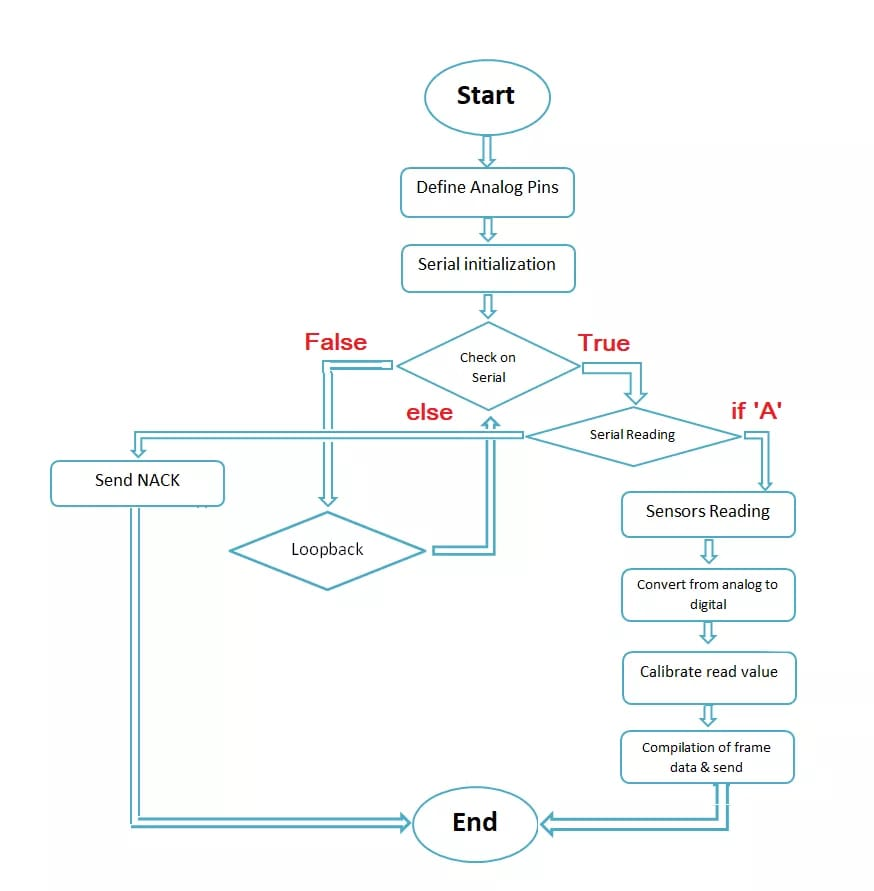 Start
Define Analog Pins
Serial initialization
False
True
Check on
Serial
else
if 'A'
Serial Reading
Send NACK
Sensors Reading
Loopback
Convert from analog to
digital
Calibrate read value
Compilation of frame
data & send
End